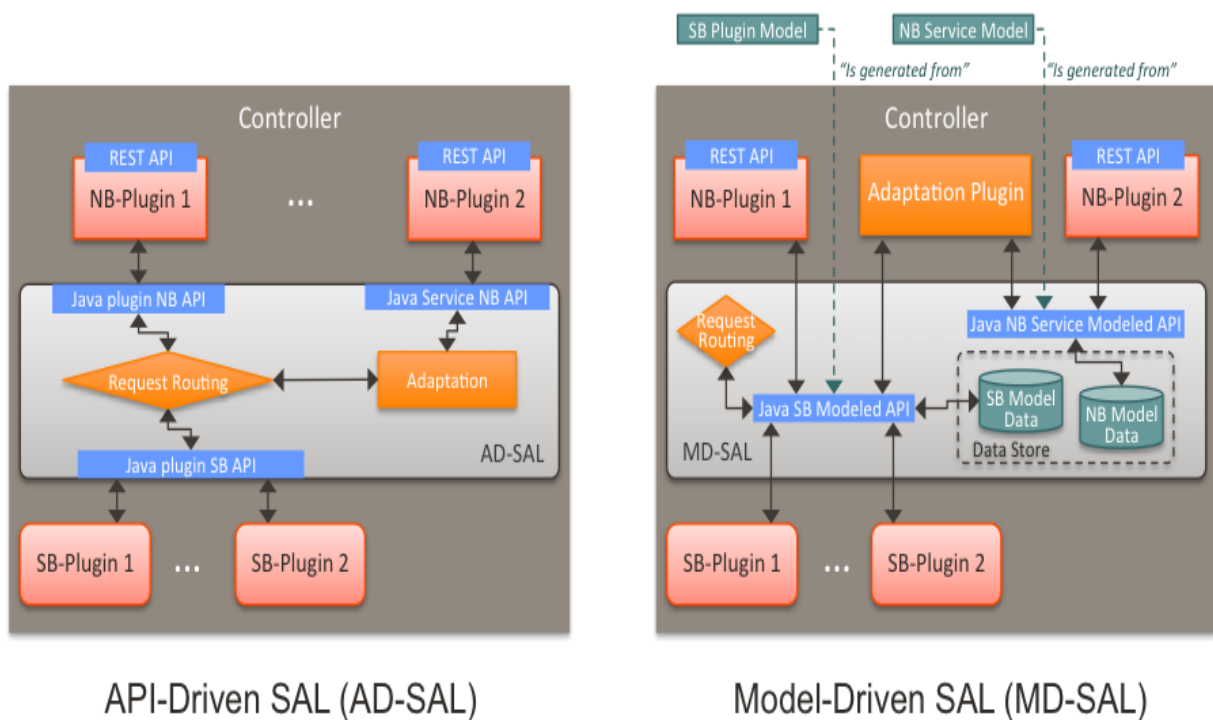 SB Plugin Model
NB Service Model
"Is generated from"
"Is generated from"
Controller
REST API
NB-Plugin 1
...
REST API
NB-Plugin 2
Java plugin NB API
Java Service NB API
Request Routing
Adaptation
Java plugin SB API
AD-SAL
SB-Plugin 1
...
SB-Plugin 2
API-Driven SAL (AD-SAL)
Controller
REST API
NB-Plugin 1
Adaptation Plugin
REST API
NB-Plugin 2
Request
Routing
Java NB Service Modeled API
Java SB Modeled API
SB Model
Data
NB Model
Data
Data Store
MD-SAL
SB-Plugin 1
...
SB-Plugin 2
Model-Driven SAL (MD-SAL)